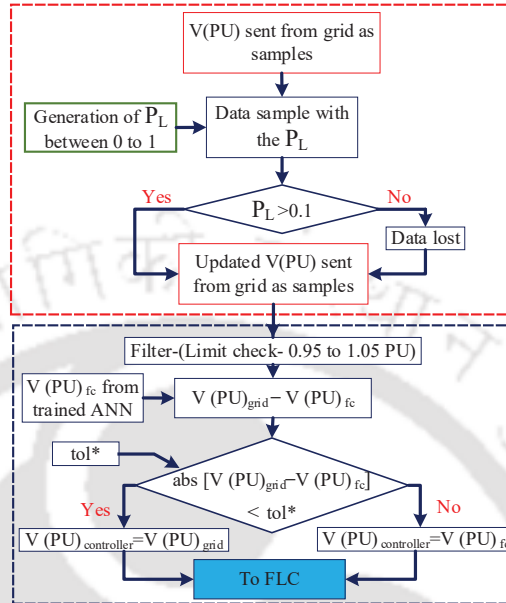 V(PU) sent from grid as
samples
Generation of P_L
between 0 to 1
Data sample with
the P_L
Yes
P_L >0.1
No
Data lost
Updated V(PU) sent
from grid as samples
Filter-(Limit check- 0.95 to 1.05 PU)
V (PU)fc from
trained ANN
V (PU)grid− V (PU) fc
tol*
abs [V (PU)grid−V (PU) fc]
< tol*
Yes
No
V (PU) controller=V (PU) grid
V (PU) controller=V (PU) fc
To FLC